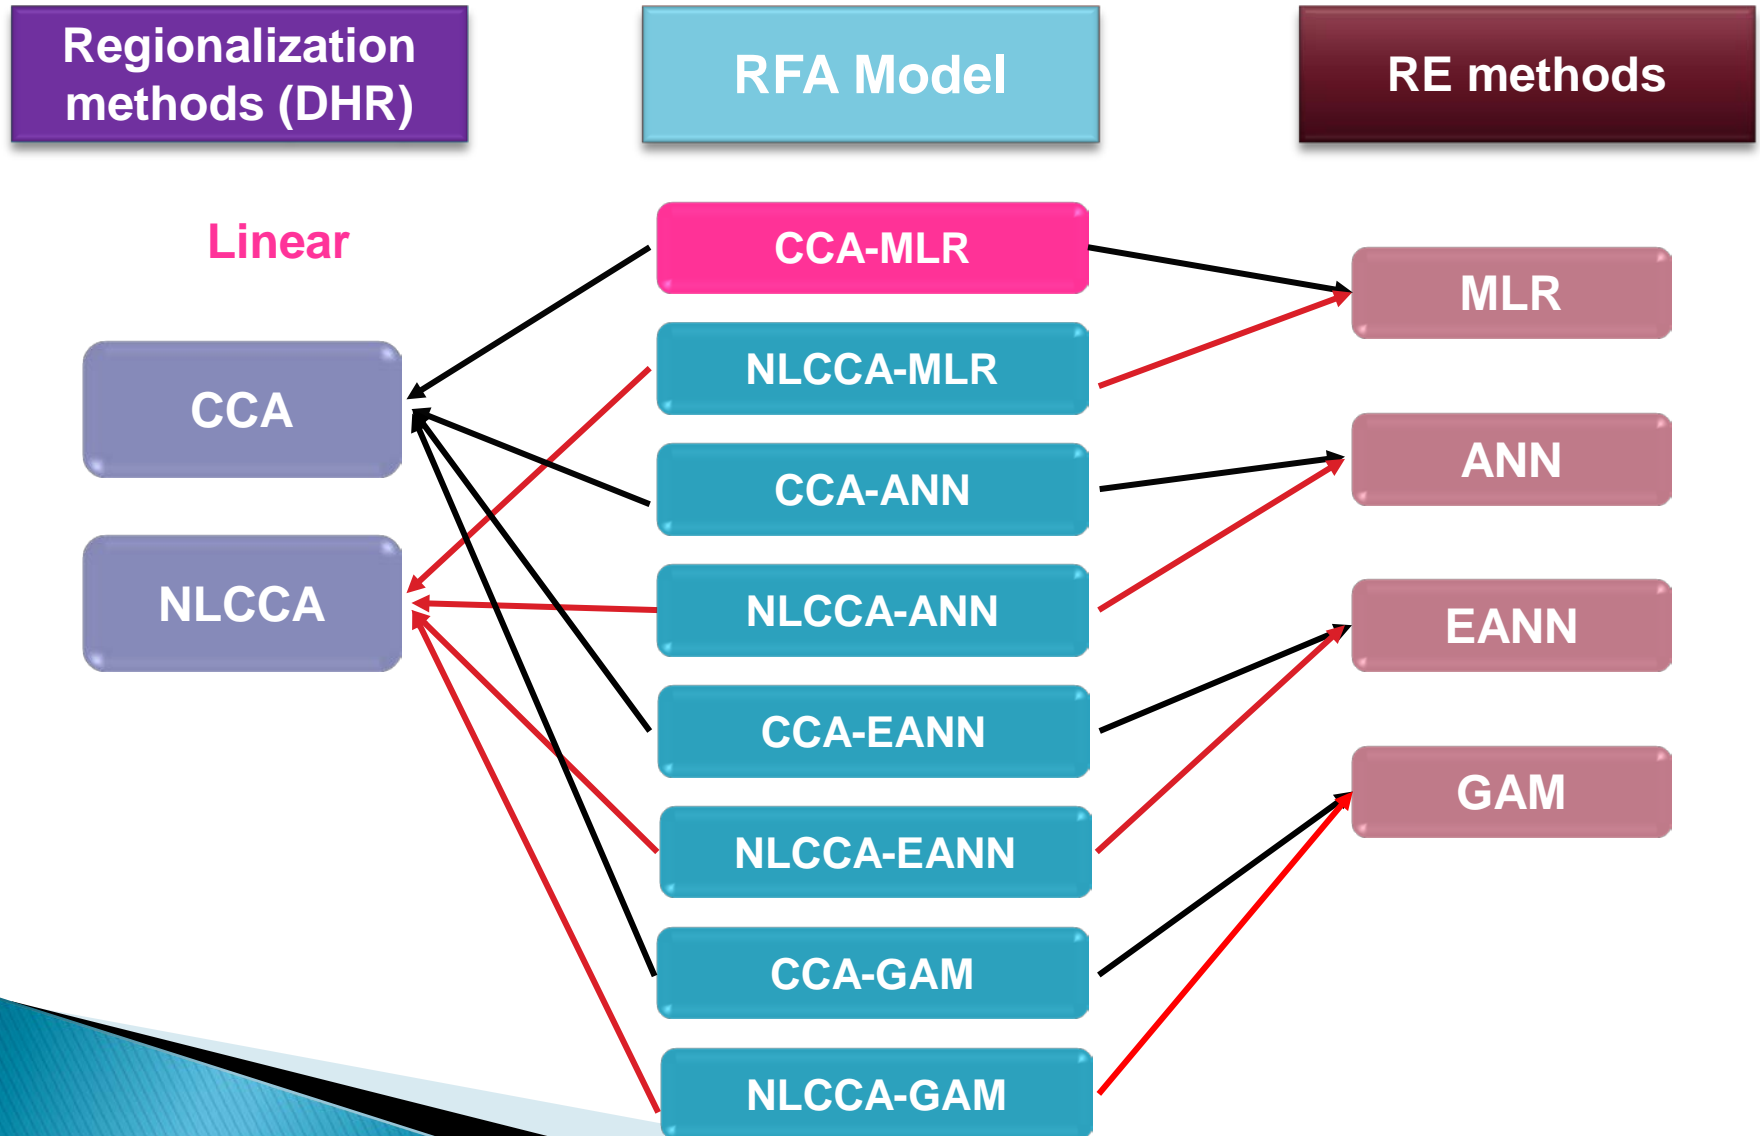 Regionalization
methods (DHR)
RFA Model
RE methods
Linear
CCA
NLCCA
CCA-MLR
NLCCA-MLR
CCA-ANN
NLCCA-ANN
CCA-EANN
NLCCA-EANN
CCA-GAM
NLCCA-GAM
MLR
ANN
EANN
GAM